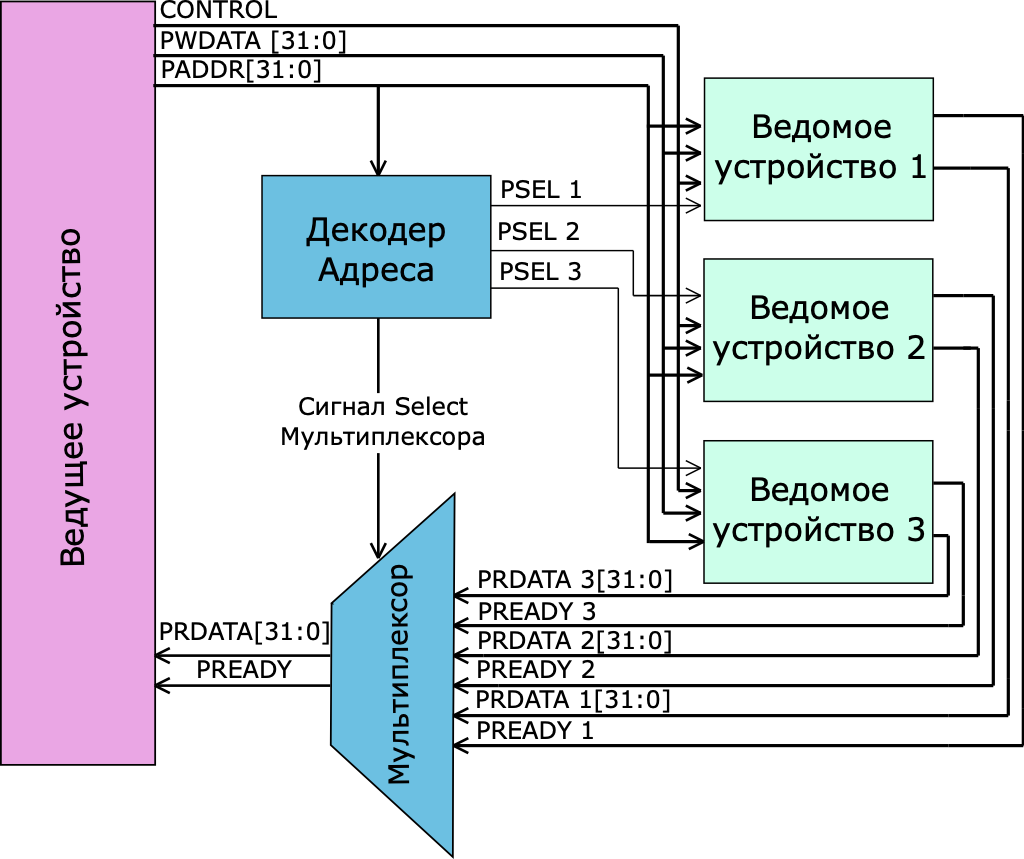 CONTROL
PWDATA [31:0]
PADDR[31:0]
Ведущее устройство
Декодер
Адреса
PSEL 1
PSEL 2
PSEL 3
Ведомое
устройство 1
Ведомое
устройство 2
Ведомое
устройство 3
Сигнал Select
Мультиплексора
Мультиплексор
PRDATA 3[31:0]
PREADY 3
PRDATA 2[31:0]
PREADY 2
PRDATA 1[31:0]
PREADY 1
PRDATA[31:0]
PREADY